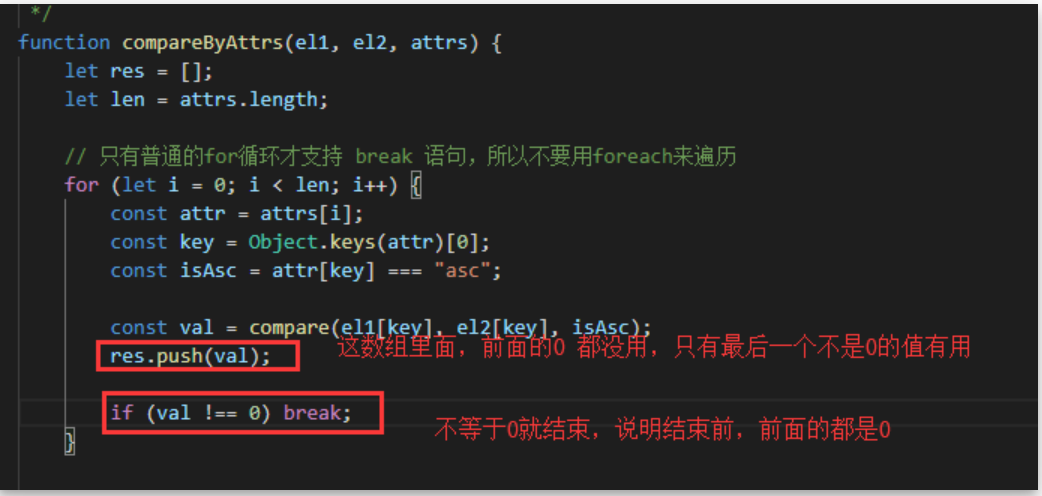 */
function compareByAttrs(el1, el2, attrs) {
let res = [];
let len = attrs.length;
// 只有普通的for循环才支持 break 语句，所以不要用foreach来遍历
for (let i = 0; i < len; i++) {
const attr = attrs[i];
const key = Object.keys(attr)[0];
const isAsc = attr[key] === "asc";
const val = compare(el1[key], el2[key], isAsc);
res.push(val);
这数组里面，前面的0 都没用，只有最后一个不是0的值有用
if (val !== 0) break;
不等于0就结束，说明结束前，前面的都是0
}